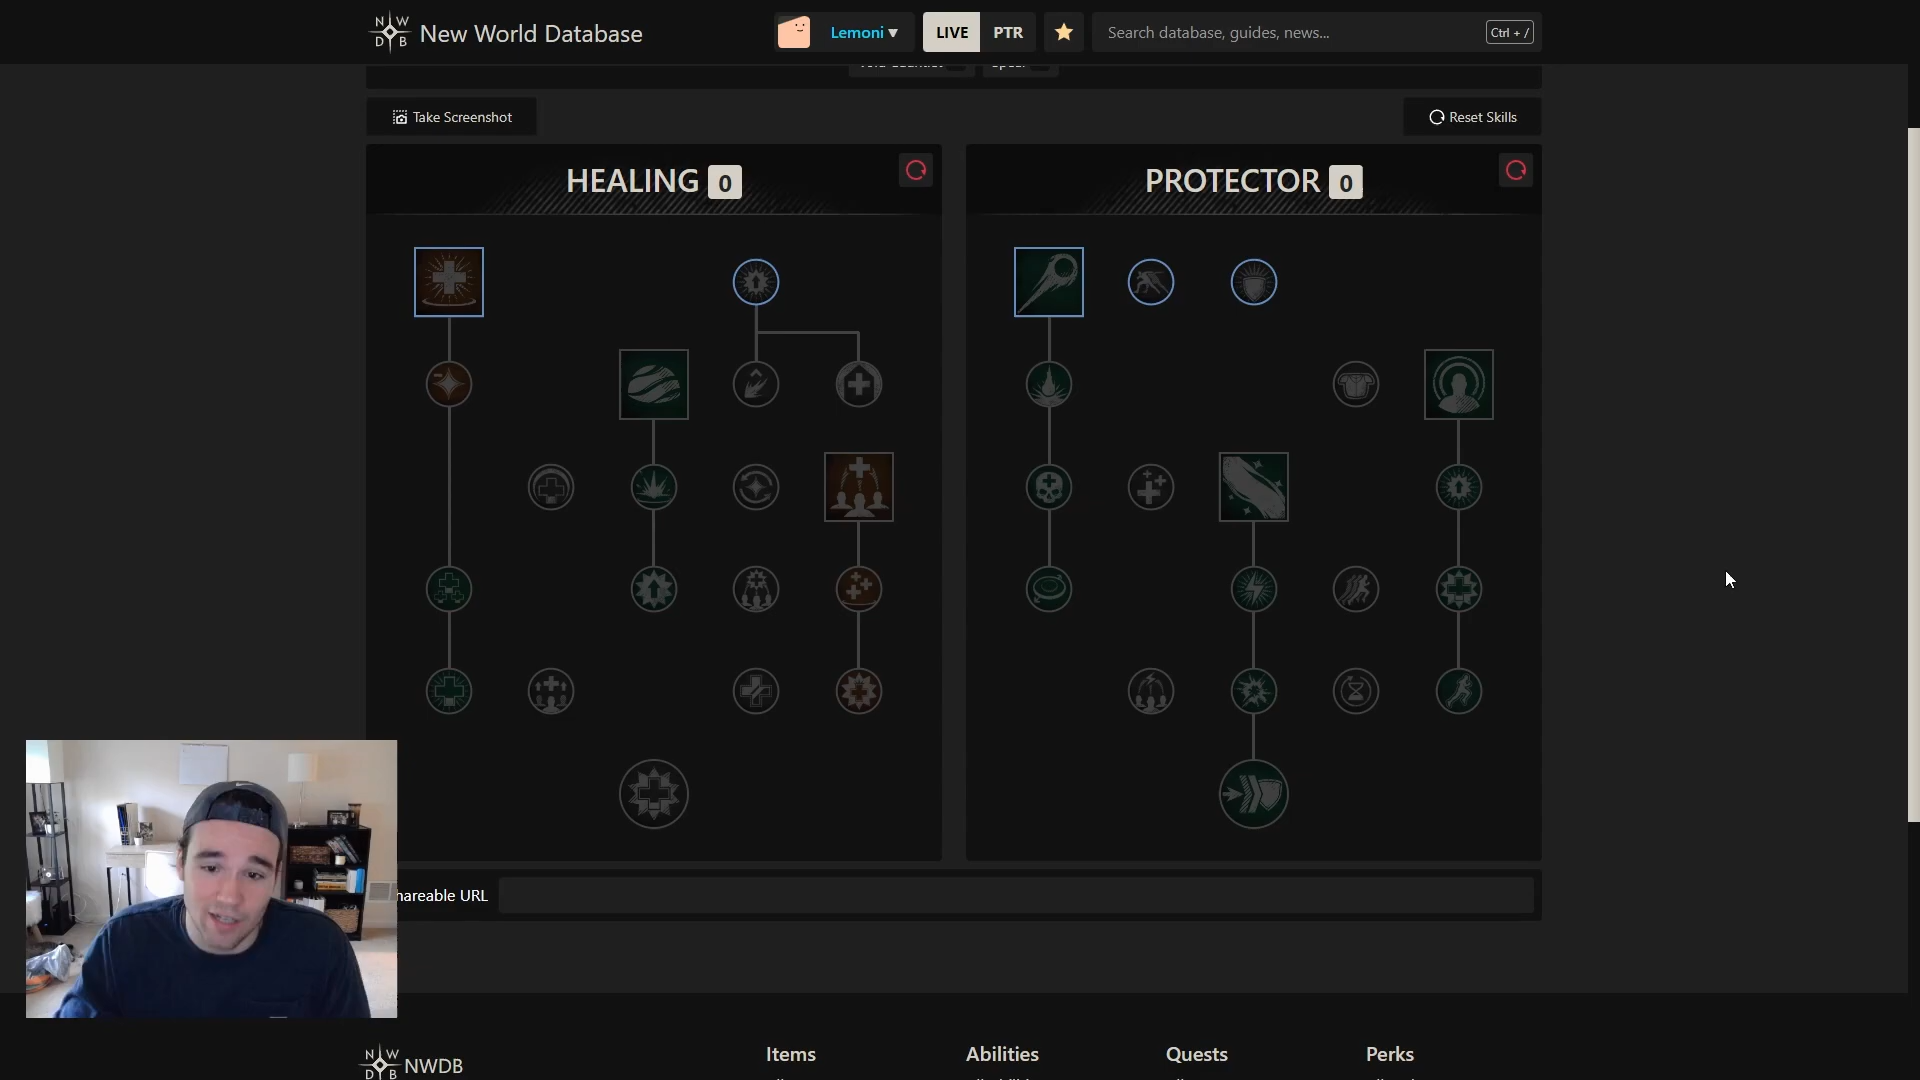 N W
D B
New World Database
Lemoni ▼
LIVE
PTR
Search database, guides, news...
Ctrl + /
Take Screenshot
Reset Skills
HEALING 0
PROTECTOR 0
hareable URL
N W
D B
NWDB
Items
Abilities
Quests
Perks